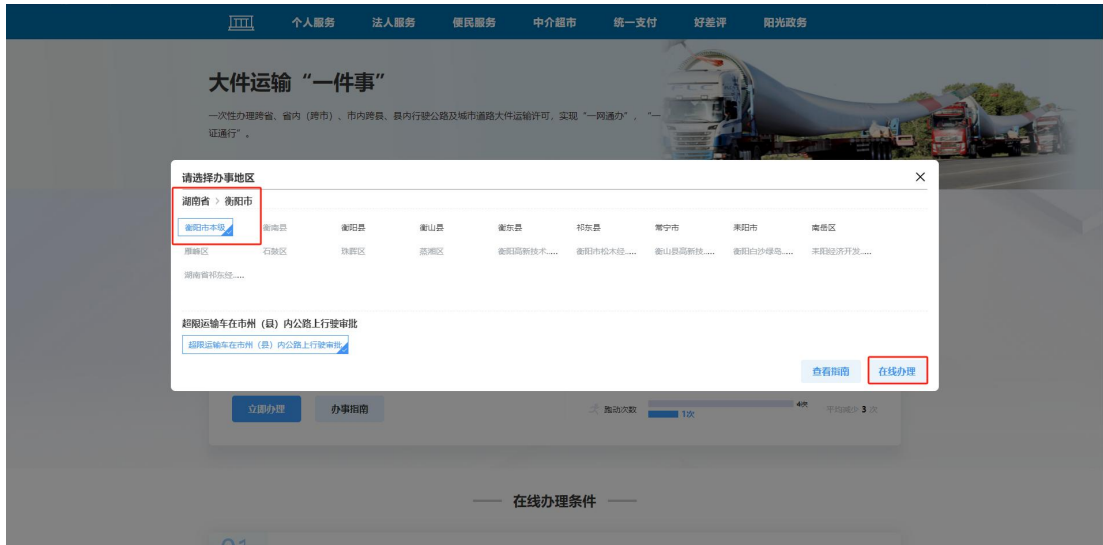 个人服务 法人服务 便民服务 中介超市 统一支付 好差评 阳光政务
大件运输“一件事”
一次性办理跨省、省内（跨市）、市内跨县、县内行驶公路及城市道路大件运输许可，实现“一网通办”，“一
证通行”。
请选择办事地区
湖南省 > 衡阳市
衡阳市本级 衡南县 衡阳县 衡山县 衡东县 祁东县 常宁市 耒阳市 南岳区
雁峰区 石鼓区 珠晖区 蒸湘区 衡阳高新技术..... 衡阳市松木经..... 衡山县高新技..... 衡阳白沙绿岛..... 耒阳经济开发.....
湖南省祁东经.....
超限运输车在市州（县）内公路上行驶审批
超限运输车在市州（县）内公路上行驶审批
查看指南 在线办理
立即办理 办事指南 跑动次数 4次 1次 平均减少 3 次
在线办理条件
01